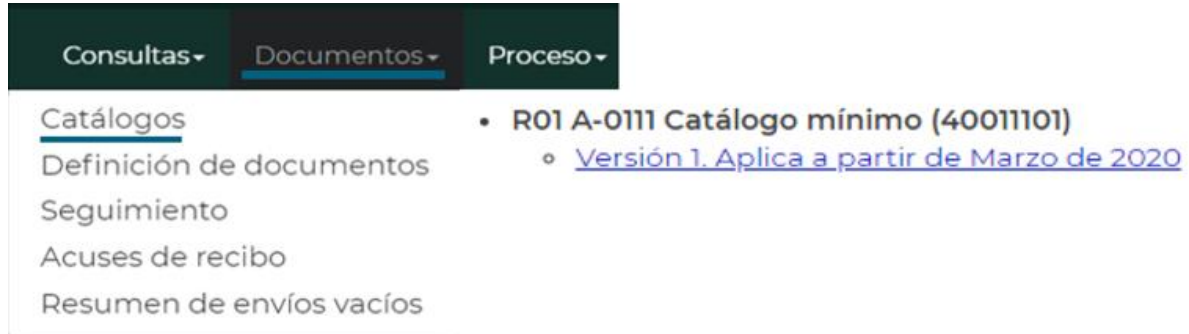 Consultas Documentos Proceso
Catálogos
Definición de documentos
Seguimiento
Acuses de recibo
Resumen de envíos vacíos
• R01 A-0111 Catálogo mínimo (40011101)
◦ Versión 1. Aplica a partir de Marzo de 2020